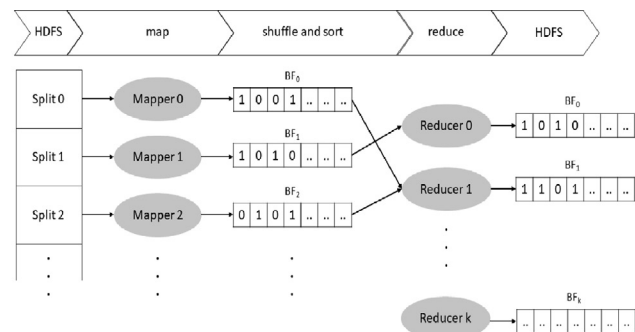 HDFS map shuffle and sort reduce HDFS
BF0
Split 0 Mapper 0 1 0 0 1 .. .. ..
BF0
Reducer 0 1 0 1 0 .. .. ..
BF1
Split 1 Mapper 1 1 0 1 0 .. .. ..
BF1
Reducer 1 1 1 0 1 .. .. ..
BF2
Split 2 Mapper 2 0 1 0 1 .. .. ..
BFk
Reducer k .. .. .. .. .. .. ..